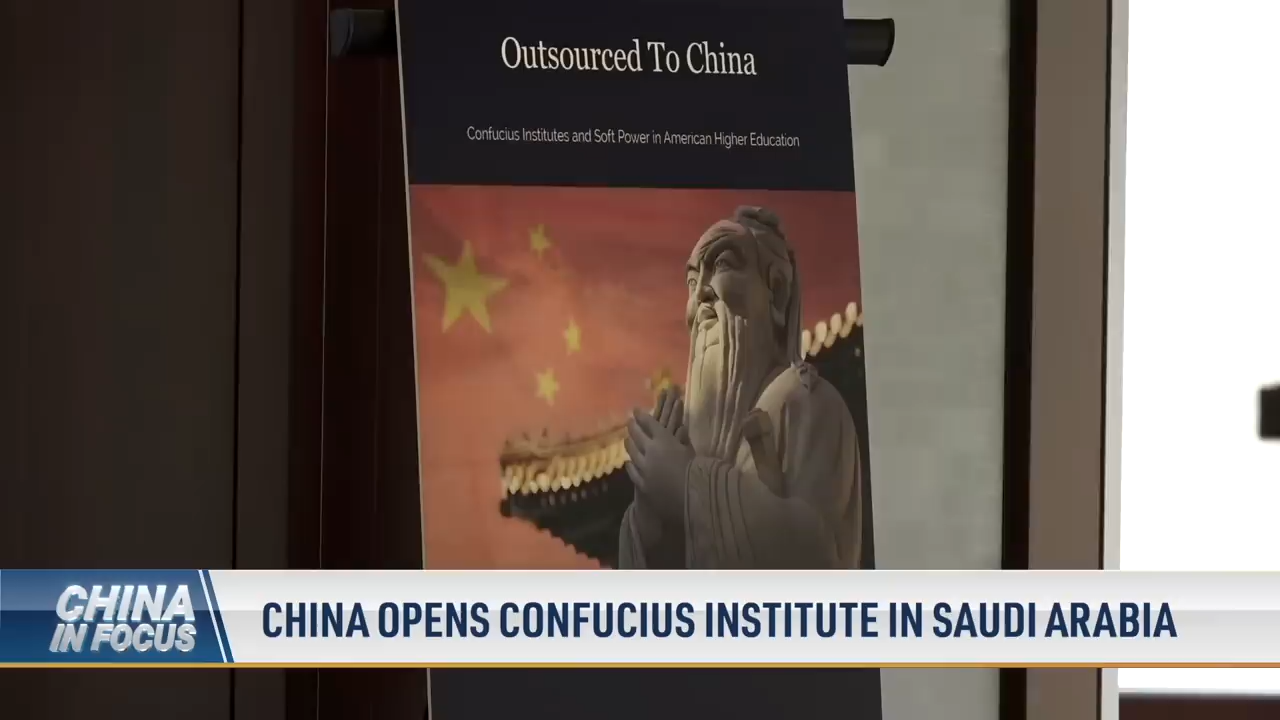 Outsourced To China
Confucius Institutes and Soft Power in American Higher Education
CHINA
IN FOCUS
CHINA OPENS CONFUCIUS INSTITUTE IN SAUDI ARABIA